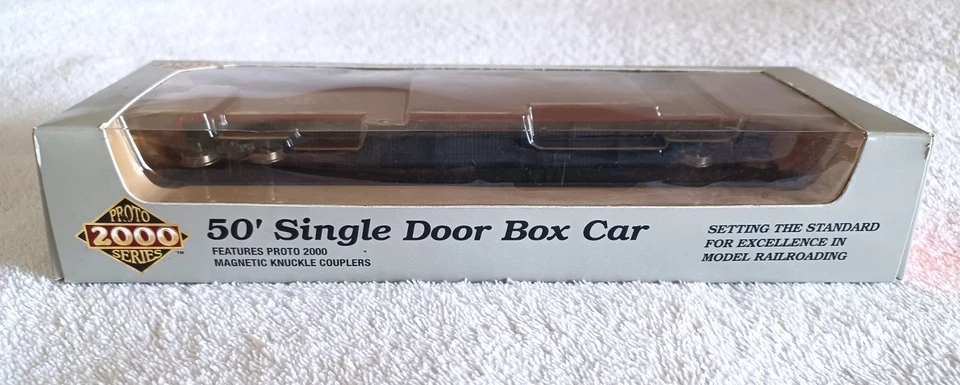 PROTO
2000
SERIES
™
50' Single Door Box Car
FEATURES PROTO 2000
MAGNETIC KNUCKLE COUPLERS
SETTING THE STANDARD
FOR EXCELLENCE IN
MODEL RAILROADING